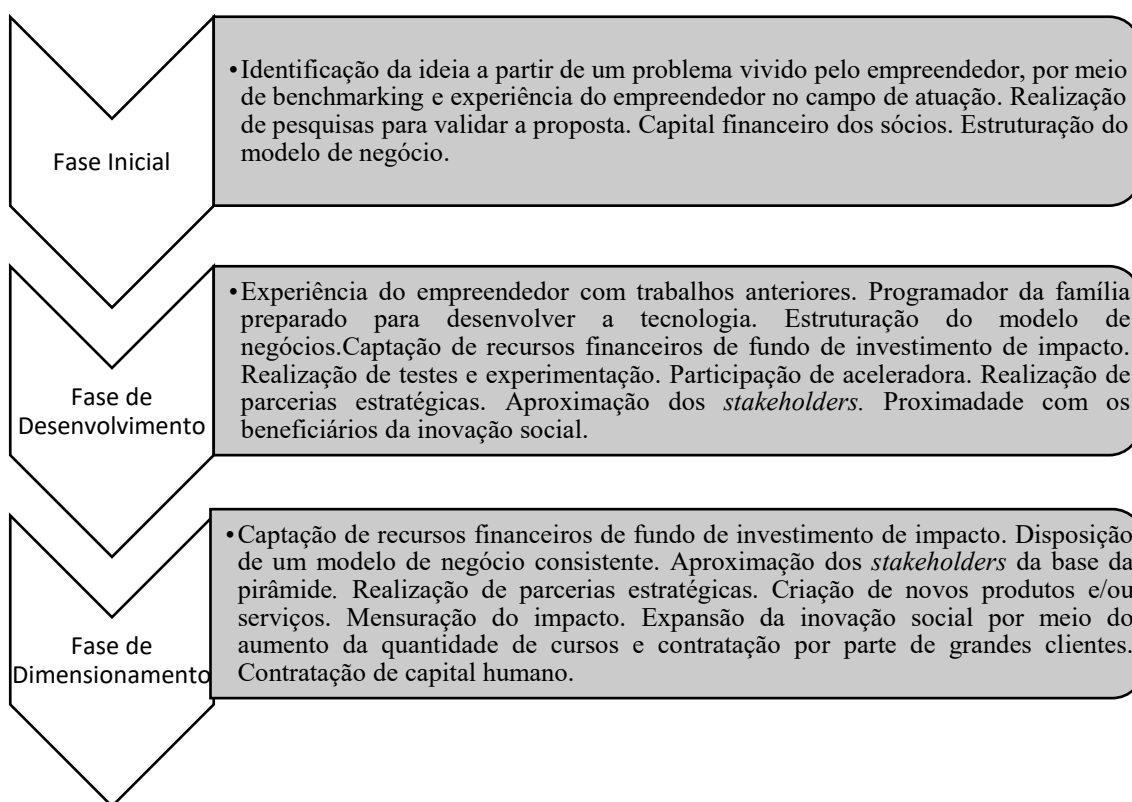 Fase Inicial
•Identificação da ideia a partir de um problema vivido pelo empreendedor, por meio
de benchmarking e experiência do empreendedor no campo de atuação. Realização
de pesquisas para validar a proposta. Capital financeiro dos sócios. Estruturação do
modelo de negócio.
Fase de
Desenvolvimento
•Experiência do empreendedor com trabalhos anteriores. Programador da família
preparado para desenvolver a tecnologia. Estruturação do modelo de
negócios.Captação de recursos financeiros de fundo de investimento de impacto.
Realização de testes e experimentação. Participação de aceleradora. Realização de
parcerias estratégicas. Aproximação dos stakeholders. Proximadade com os
beneficiários da inovação social.
Fase de
Dimensionamento
•Captação de recursos financeiros de fundo de investimento de impacto. Disposição
de um modelo de negócio consistente. Aproximação dos stakeholders da base da
pirâmide. Realização de parcerias estratégicas. Criação de novos produtos e/ou
serviços. Mensuração do impacto. Expansão da inovação social por meio do
aumento da quantidade de cursos e contratação por parte de grandes clientes.
Contratação de capital humano.